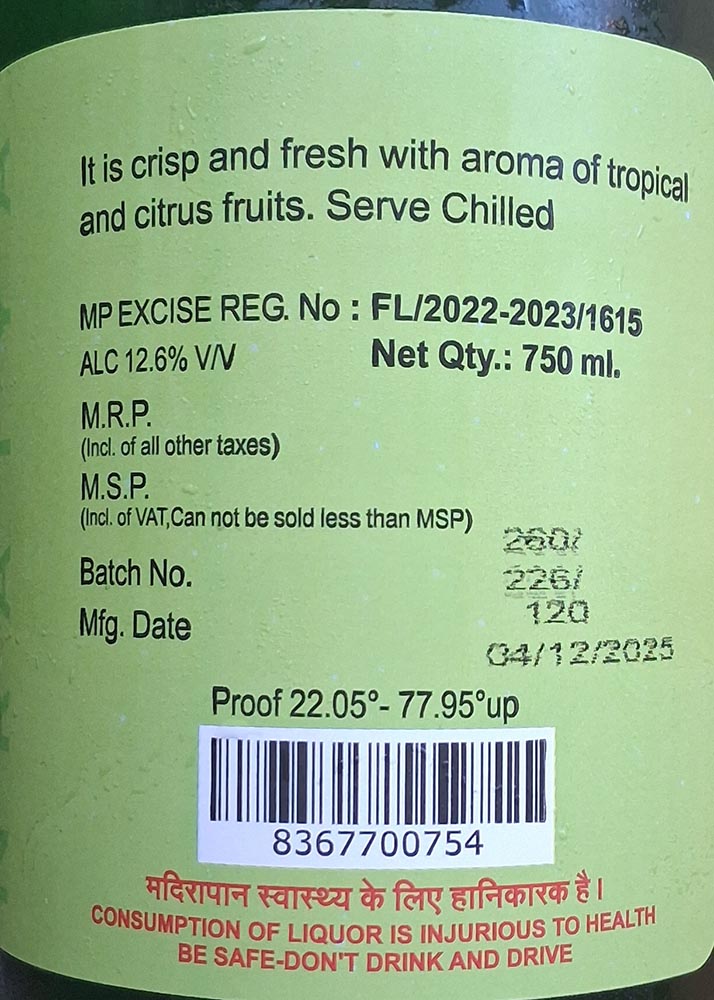 It is crisp and fresh with aroma of tropical
and citrus fruits. Serve Chilled
MP EXCISE REG. No : FL/2022-2023/1615
ALC 12.6% V/V Net Qty.: 750 ml.
M.R.P.
(Incl. of all other taxes)
M.S.P.
(Incl. of VAT,Can not be sold less than MSP)
260/
Batch No. 226/
120
Mfg. Date
04/12/2025
Proof 22.05°- 77.95°up
8367700754
मदिरापान स्वास्थ्य के लिए हानिकारक है।
CONSUMPTION OF LIQUOR IS INJURIOUS TO HEALTH
BE SAFE-DON'T DRINK AND DRIVE